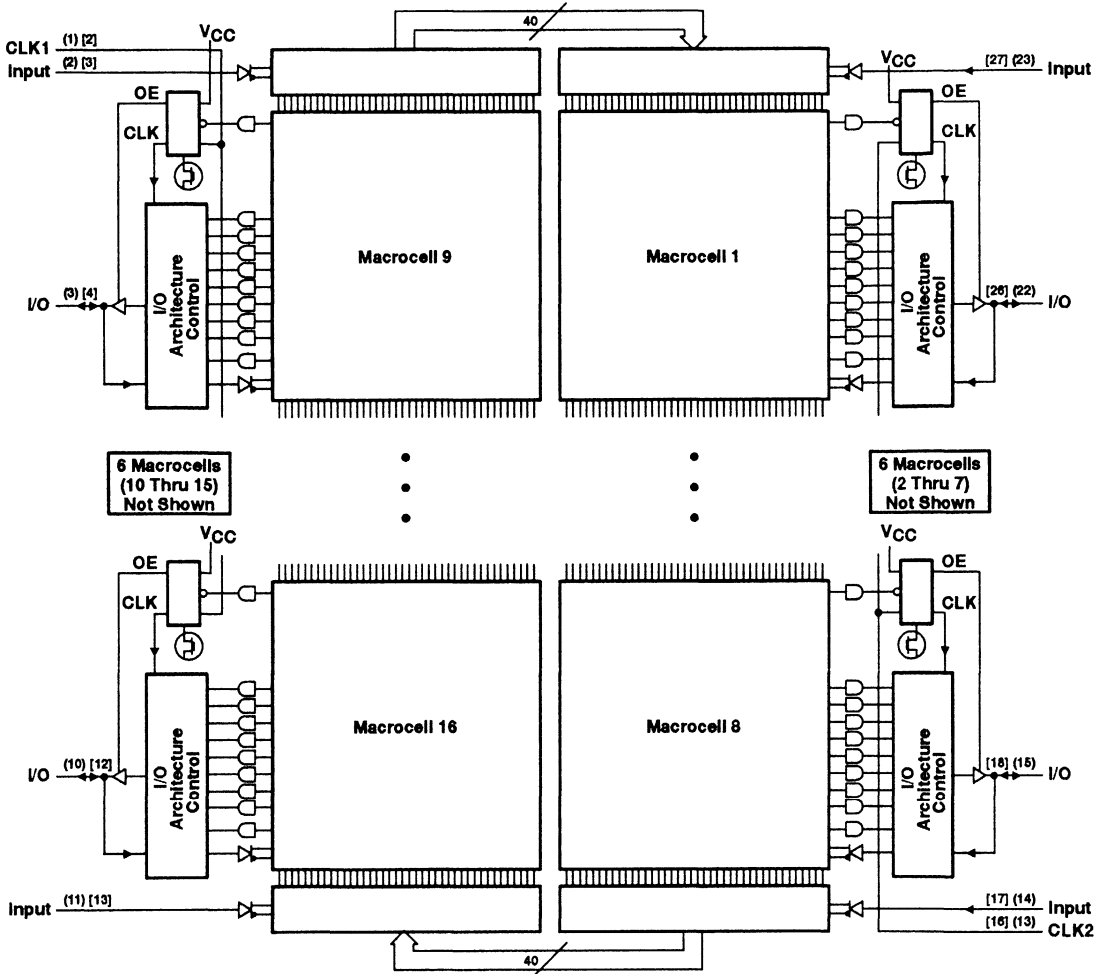 40
CLK1 (1) [2]
VCC
Input (2) [3]
[27] (23) Input
VCC
OE
CLK
OE
CLK
Macrocell 9
Macrocell 1
I/O (3) [4]
I/O
Architecture
Control
I/O
Architecture
Control
[26] (22) I/O
6 Macrocells
(10 Thru 15)
Not Shown
6 Macrocells
(2 Thru 7)
Not Shown
VCC
VCC
OE
CLK
OE
CLK
Macrocell 16
Macrocell 8
I/O (10) [12]
I/O
Architecture
Control
I/O
Architecture
Control
[18] (15) I/O
Input (11) [13]
[17] (14) Input
[16] (13) CLK2
40